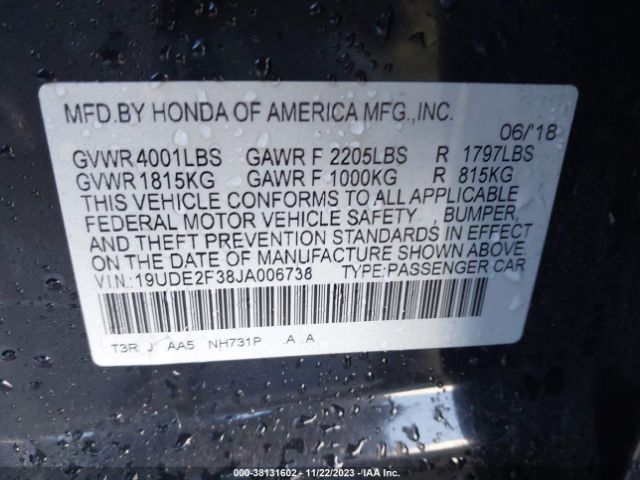 MFD.BY HONDA OF AMERICA MFG.,INC.
06/'18
GVWR 4001LBS GAWR F 2205LBS R 1797LBS
GVWR 1815KG GAWR F 1000KG R 815KG
THIS VEHICLE CONFORMS TO ALL APPLICABLE
FEDERAL MOTOR VEHICLE SAFETY , BUMPER,
AND THEFT PREVENTION STANDARDS IN EFFECT
ON THE DATE OF MANUFACTURE SHOWN ABOVE.
V.I.N.: 19UDE2F38JA006738 TYPE: PASSENGER CAR
T3R J AA5 NH731P A .A
000-38131602 - 11/22/2023 - IAA Inc.